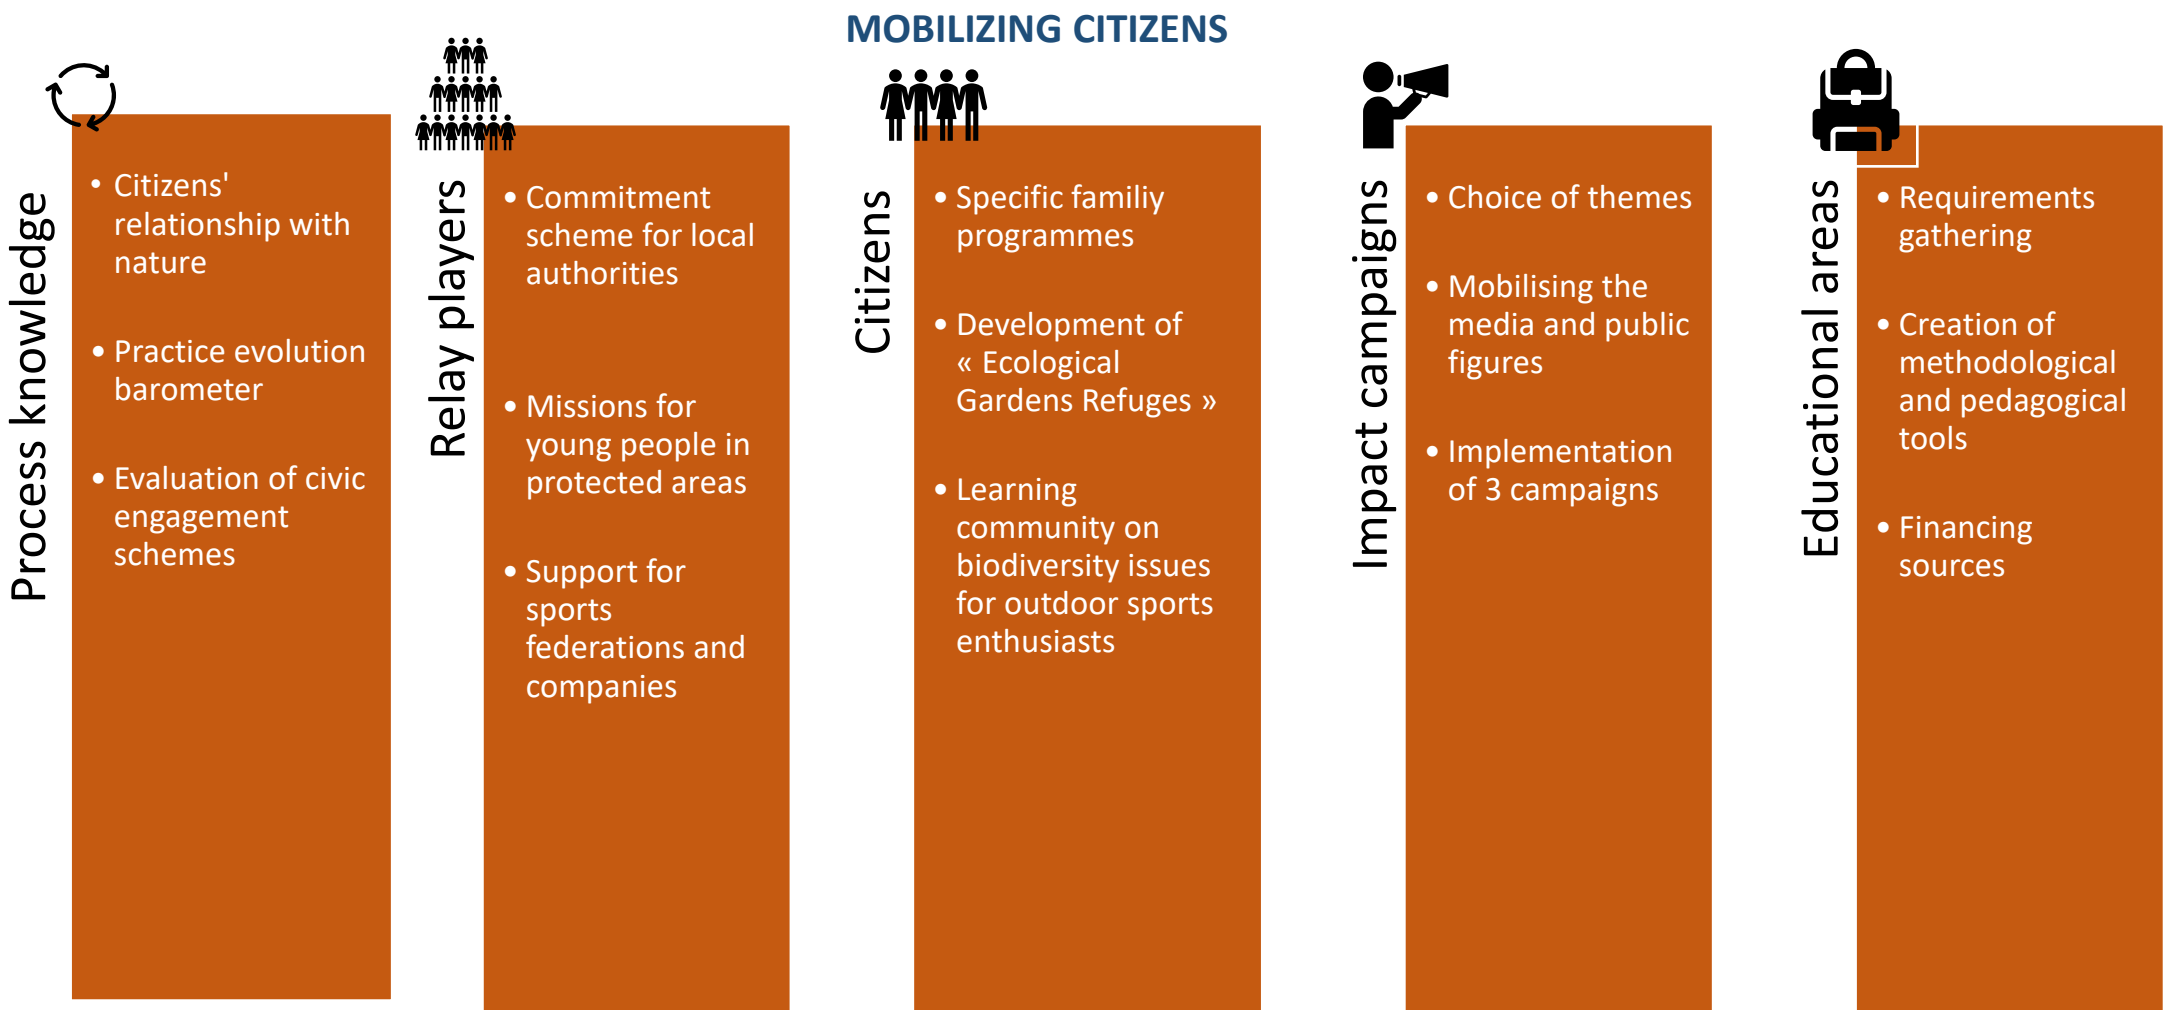 MOBILIZING CITIZENS
Process knowledge
• Citizens'
relationship with
nature
• Practice evolution
barometer
• Evaluation of civic
engagement
schemes
Relay players
• Commitment
scheme for local
authorities
• Missions for
young people in
protected areas
• Support for
sports
federations and
companies
Citizens
• Specific familiy
programmes
• Development of
« Ecological
Gardens Refuges »
• Learning
community on
biodiversity issues
for outdoor sports
enthusiasts
Impact campaigns
• Choice of themes
• Mobilising the
media and public
figures
• Implementation
of 3 campaigns
Educational areas
• Requirements
gathering
• Creation of
methodological
and pedagogical
tools
• Financing
sources